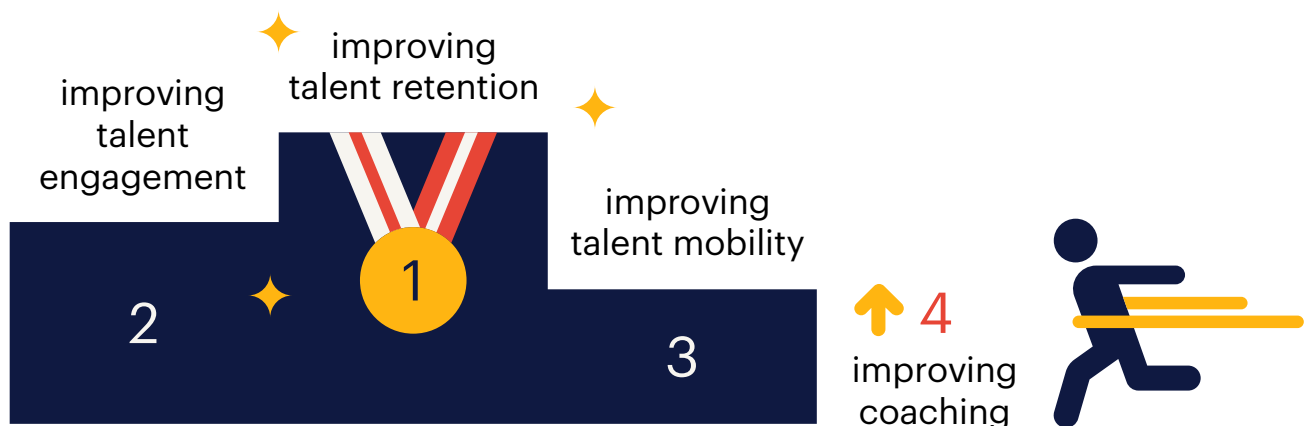 improving
talent
engagement
2
improving
talent retention
1
improving
talent mobility
3
4
improving
coaching